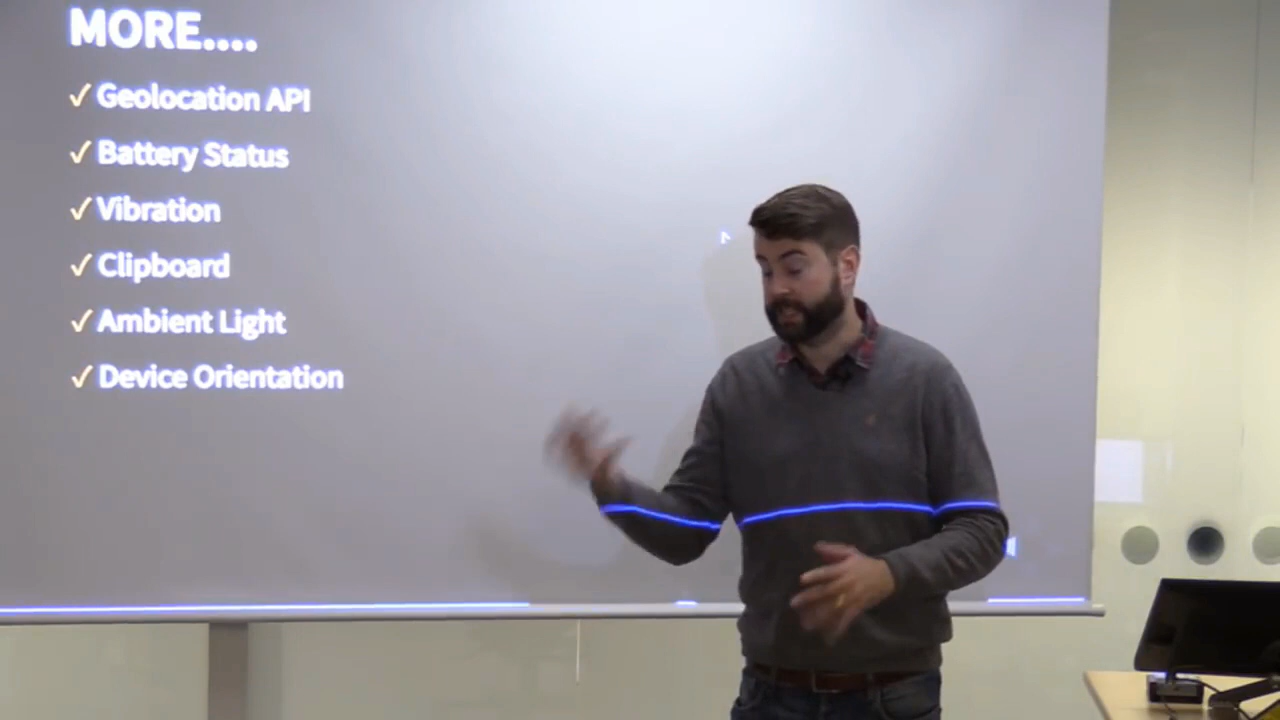 MORE....
✓ Geolocation API
✓ Battery Status
✓ Vibration
✓ Clipboard
✓ Ambient Light
✓ Device Orientation